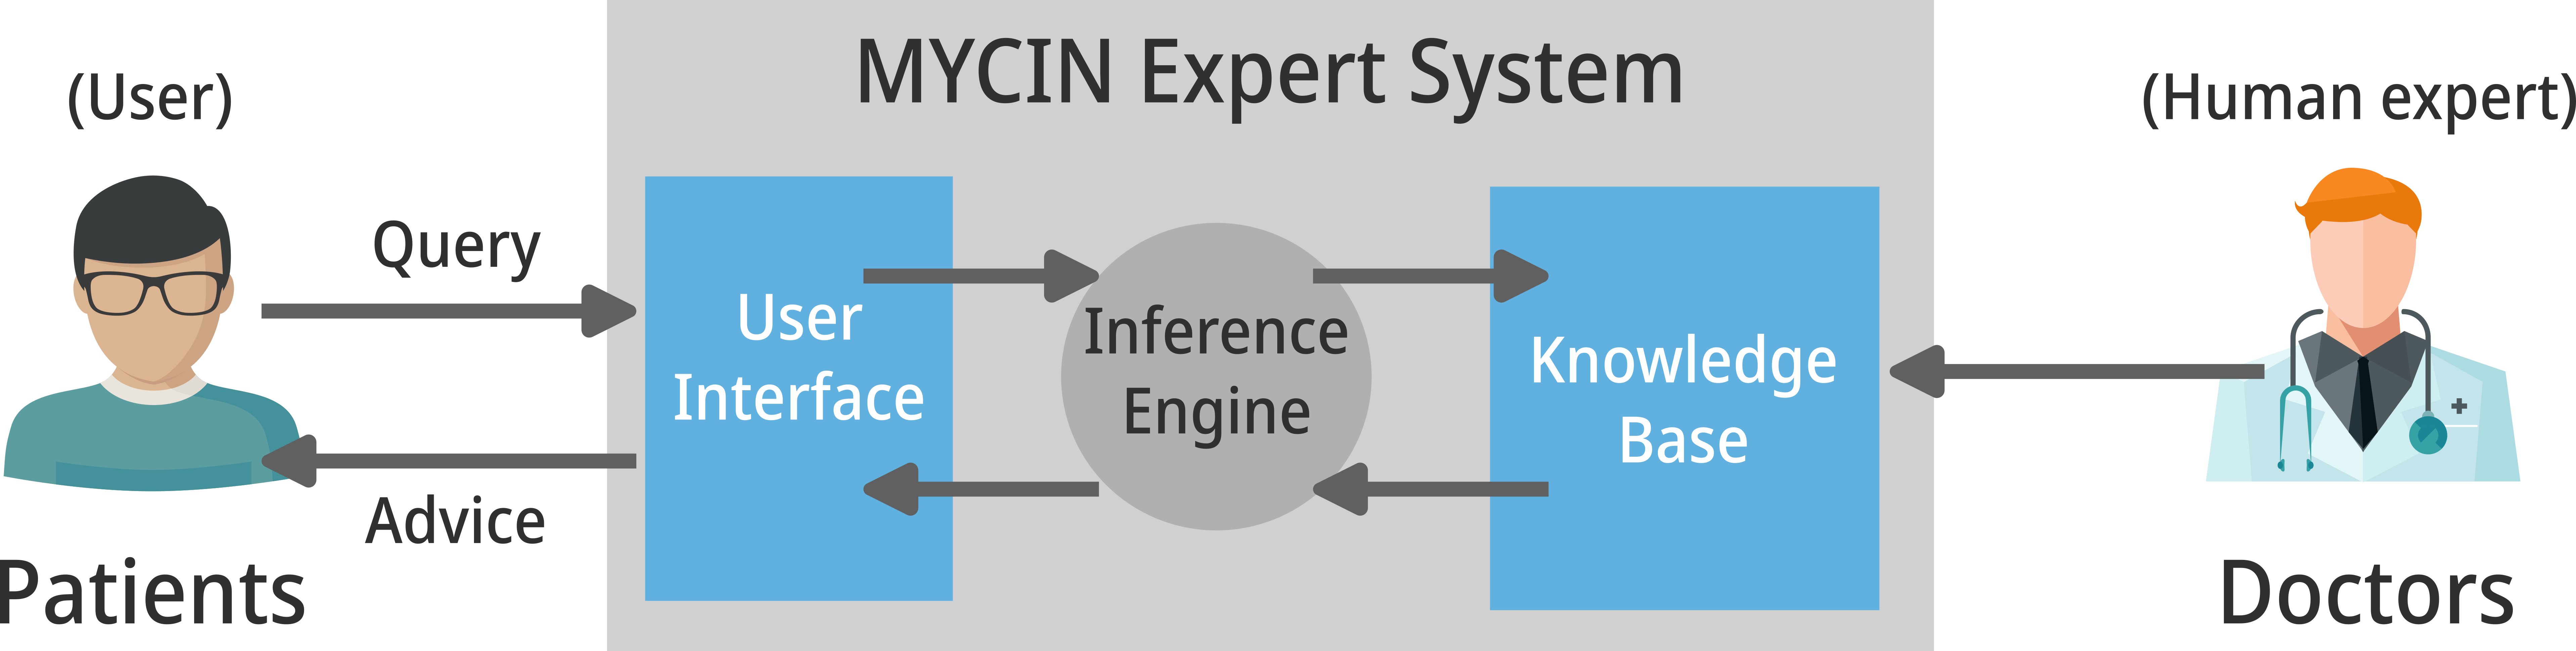 MYCIN Expert System
(User)
(Human expert)
Query
User
Interface
Inference
Engine
Knowledge
Base
Advice
Patients
Doctors